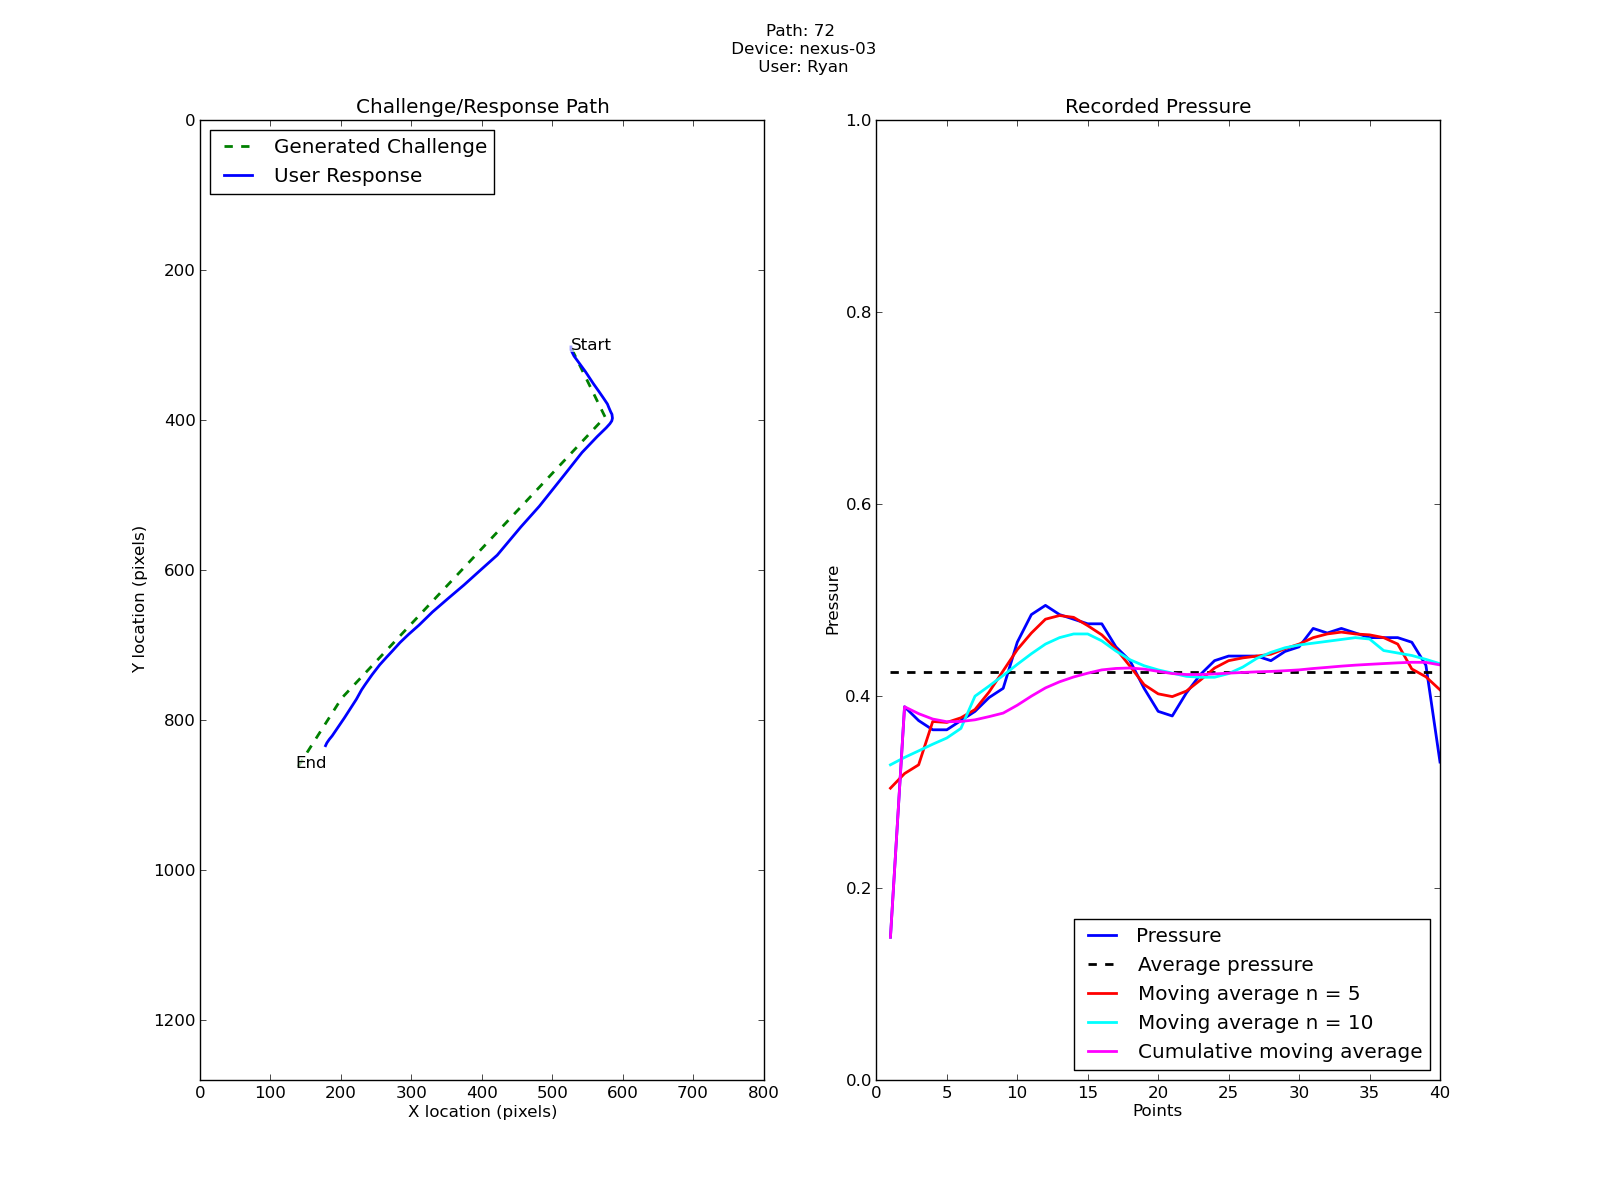 Path: 72
Device: nexus-03
User: Ryan
Challenge/Response Path
Generated Challenge
User Response
0
200
400
600
800
1000
1200
Y location (pixels)
Start
End
0 100 200 300 400 500 600 700 800
X location (pixels)
Recorded Pressure
1.0
0.8
0.6
0.4
0.2
0.0
Pressure
Pressure
Average pressure
Moving average n = 5
Moving average n = 10
Cumulative moving average
0 5 10 15 20 25 30 35 40
Points